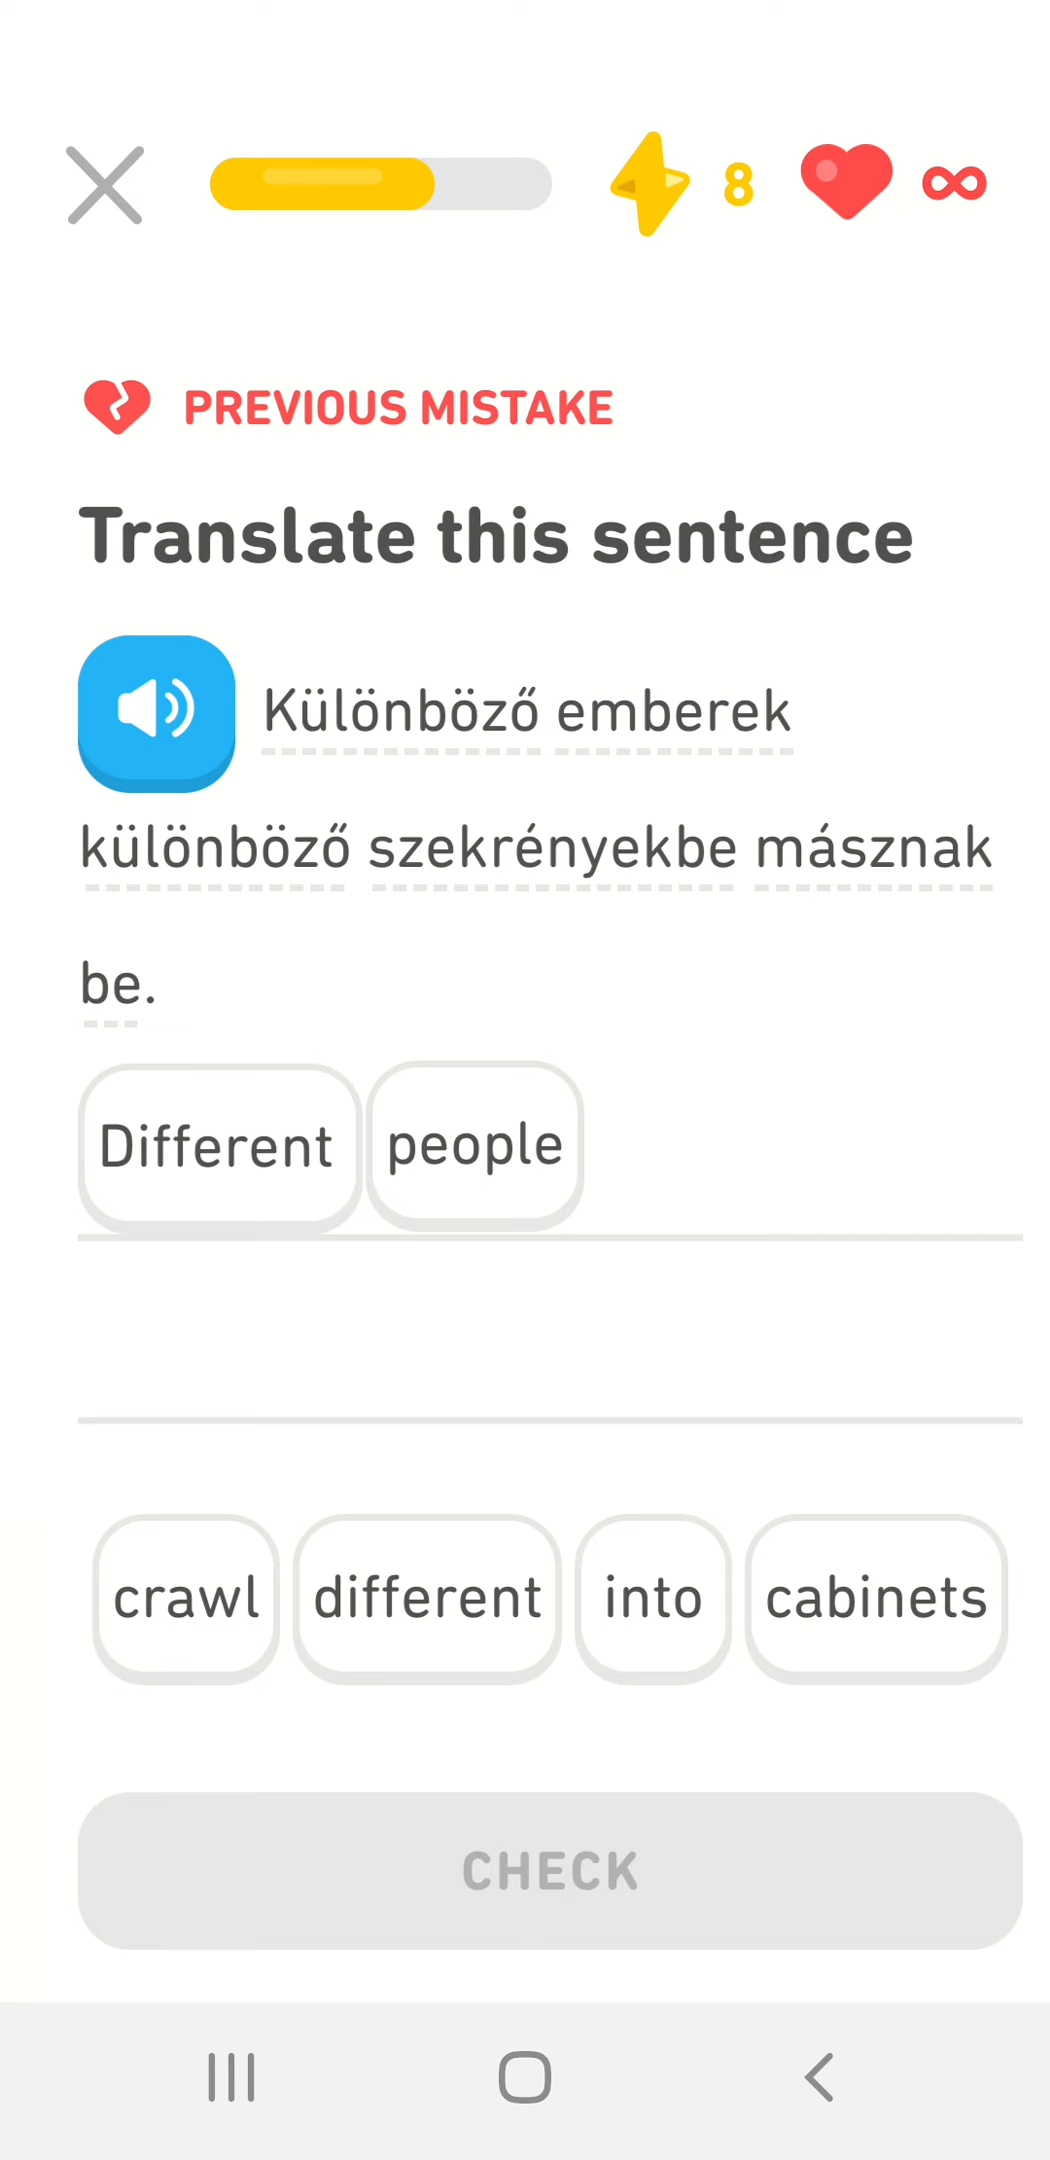 8 ∞
PREVIOUS MISTAKE
Translate this sentence
Különböző emberek
különböző szekrényekbe másznak
be.
Different people
crawl different into cabinets
CHECK